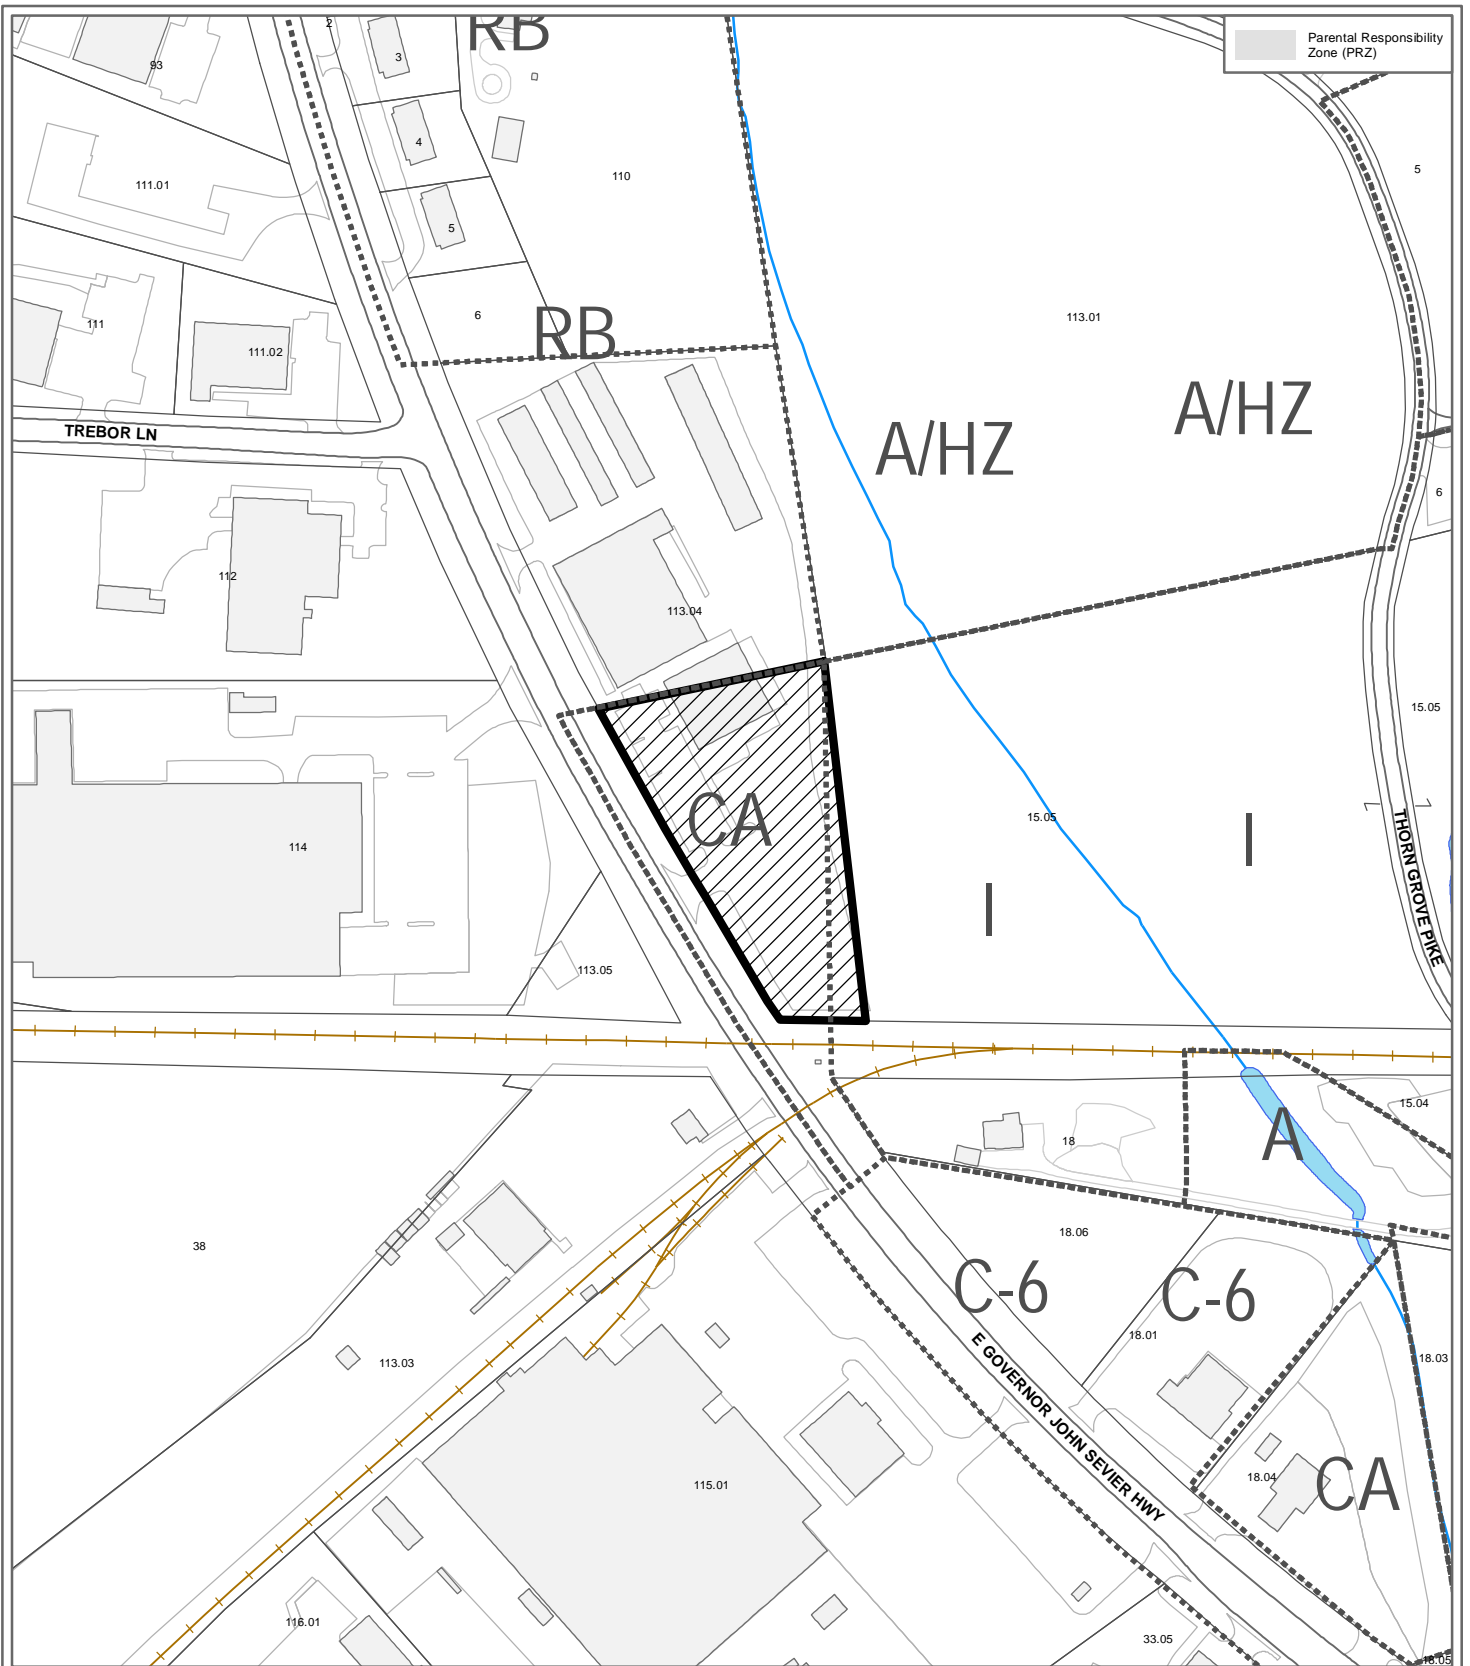 RB
Parental Responsibility
Zone (PRZ)
2
3
93
4
5
110
111.01
5
6
113.01
111
111.02
RB
A/HZ
A/HZ
TREBOR LN
6
112
113.04
15.05
CA
15.05
I
I
114
THORN GROVE PIKE
113.05
15.04
18
A
38
18.06
C-6
C-6
18.01
113.03
E GOVERNOR JOHN SEVIER HWY
18.03
115.01
18.04
CA
116.01
33.05
18.05